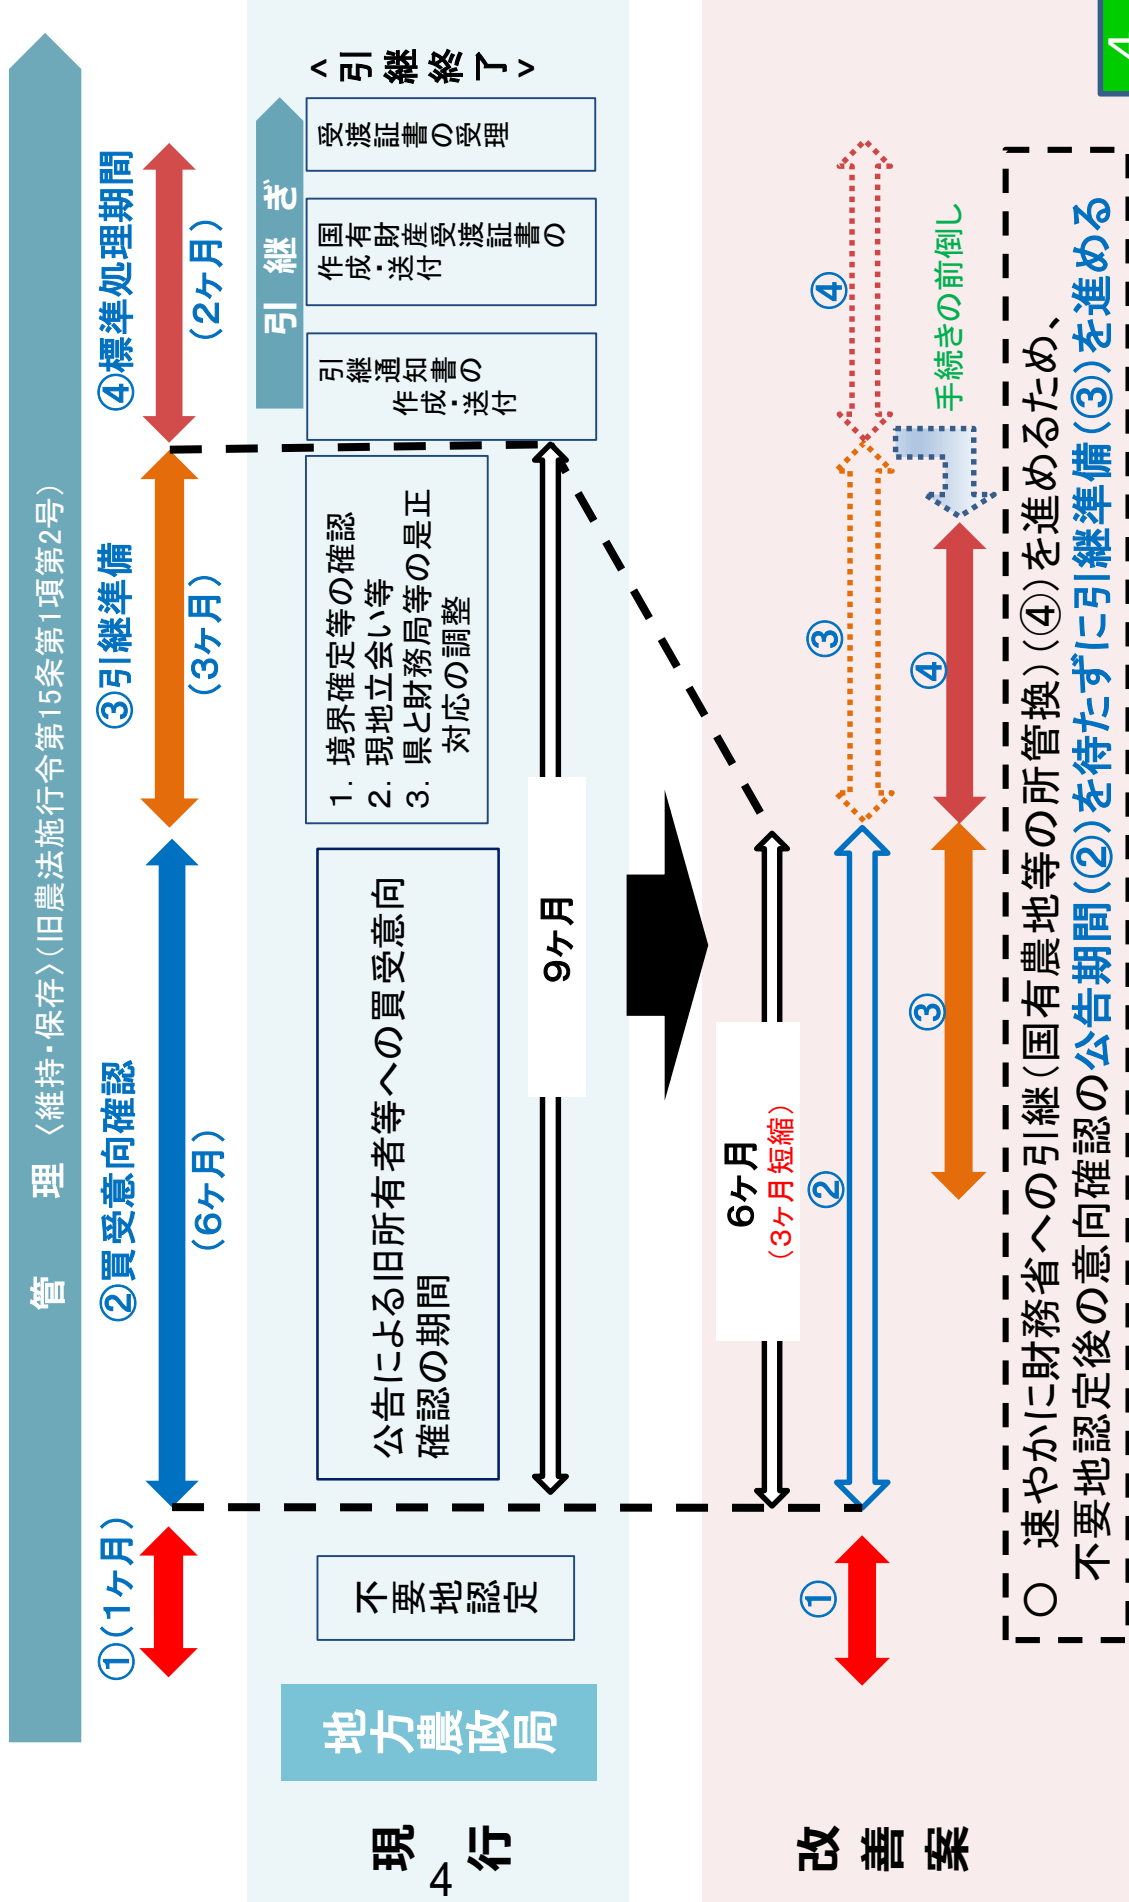 管　理〈維持・保存〉（旧農法施行令第15条第1項第2号）
①（1ヶ月）
②買受意向確認
（6ヶ月）
③引継準備
（3ヶ月）
④標準処理期間
（2ヶ月）
現　行
地方農政局
不要地認定
公告による旧所有者等への買受意向
確認の期間
1. 境界確定等の確認
2. 現地立会い等
3. 県と財務局等の是正
対応の調整
引　継　ぎ
引継通知書の
作成・送付
国有財産受渡証書の
作成・送付
受渡証書の受理
＜引継終了＞
9ヶ月
改善案
6ヶ月
（3ヶ月短縮）
①
②
③
④
③
④
手続きの前倒し
○　速やかに財務省への引継（国有農地等の所管換）（④）を進めるため、
不要地認定後の意向確認の公告期間（②）を待たずに引継準備（③）を進める
4